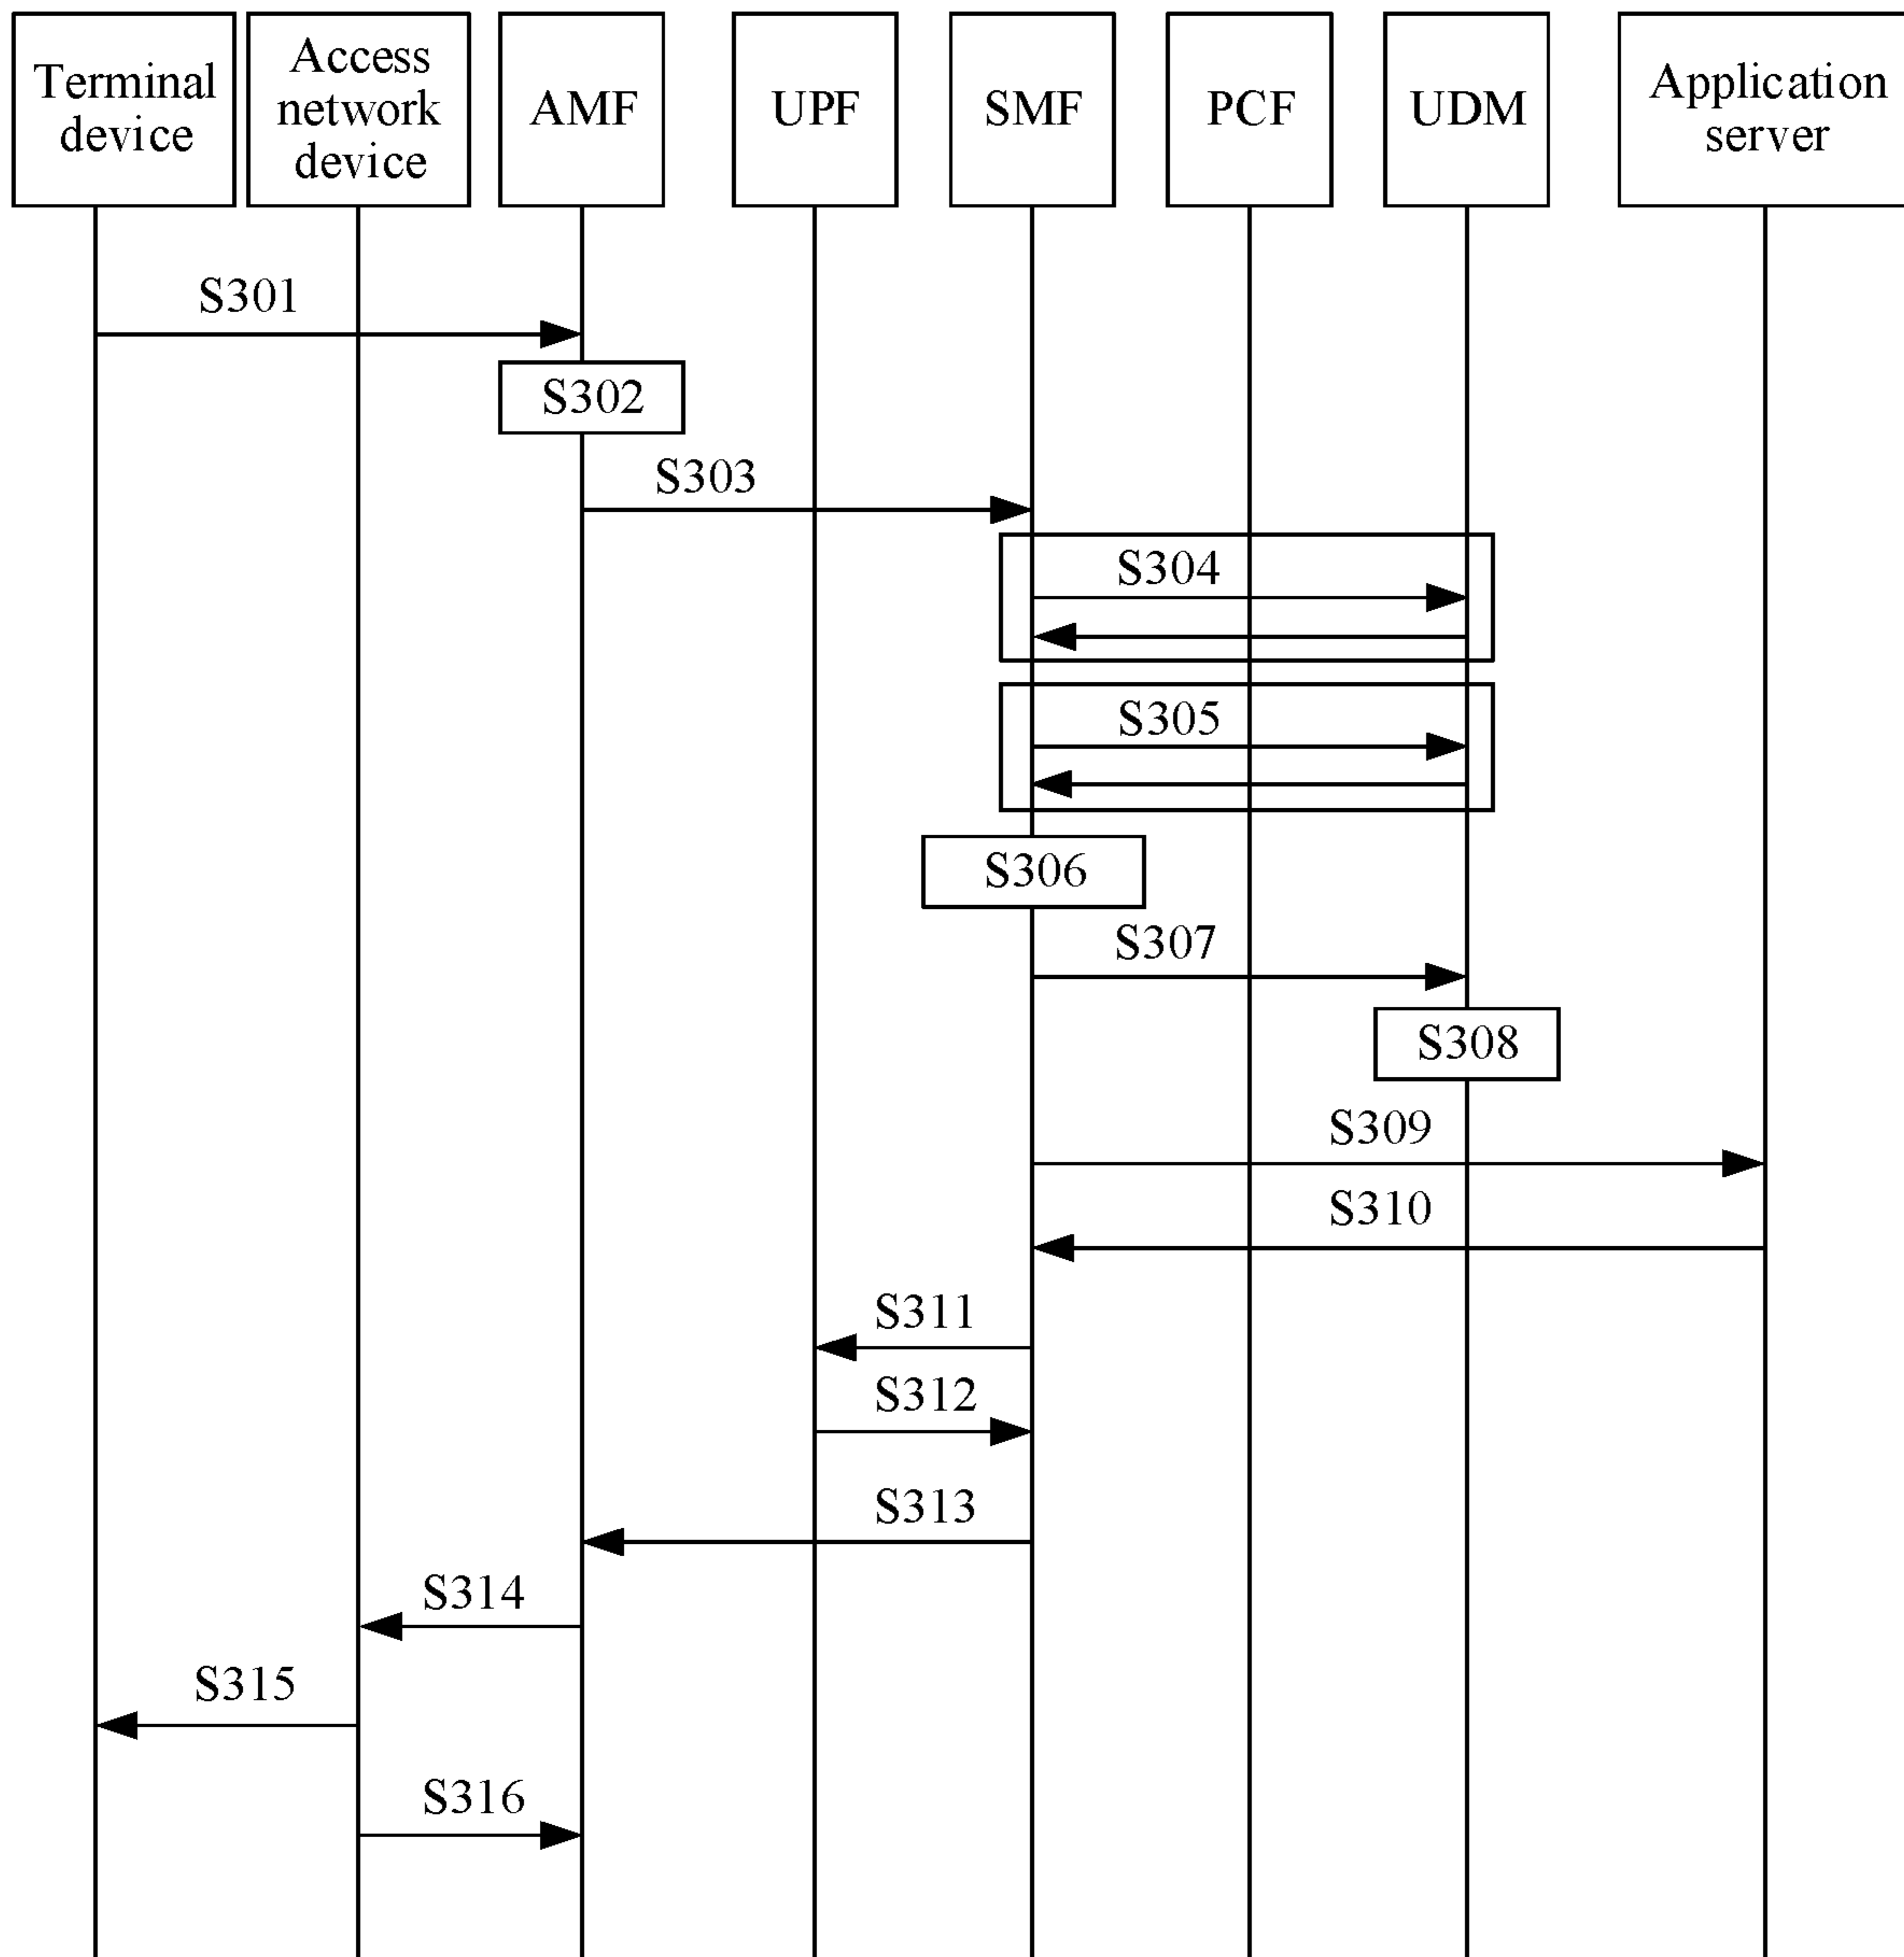 Terminal
device
Access
network
device
AMF
UPF
SMF
PCF
UDM
Application
server
S301
S302
S303
S304
S305
S306
S307
S308
S309
S310
S311
S312
S313
S314
S315
S316